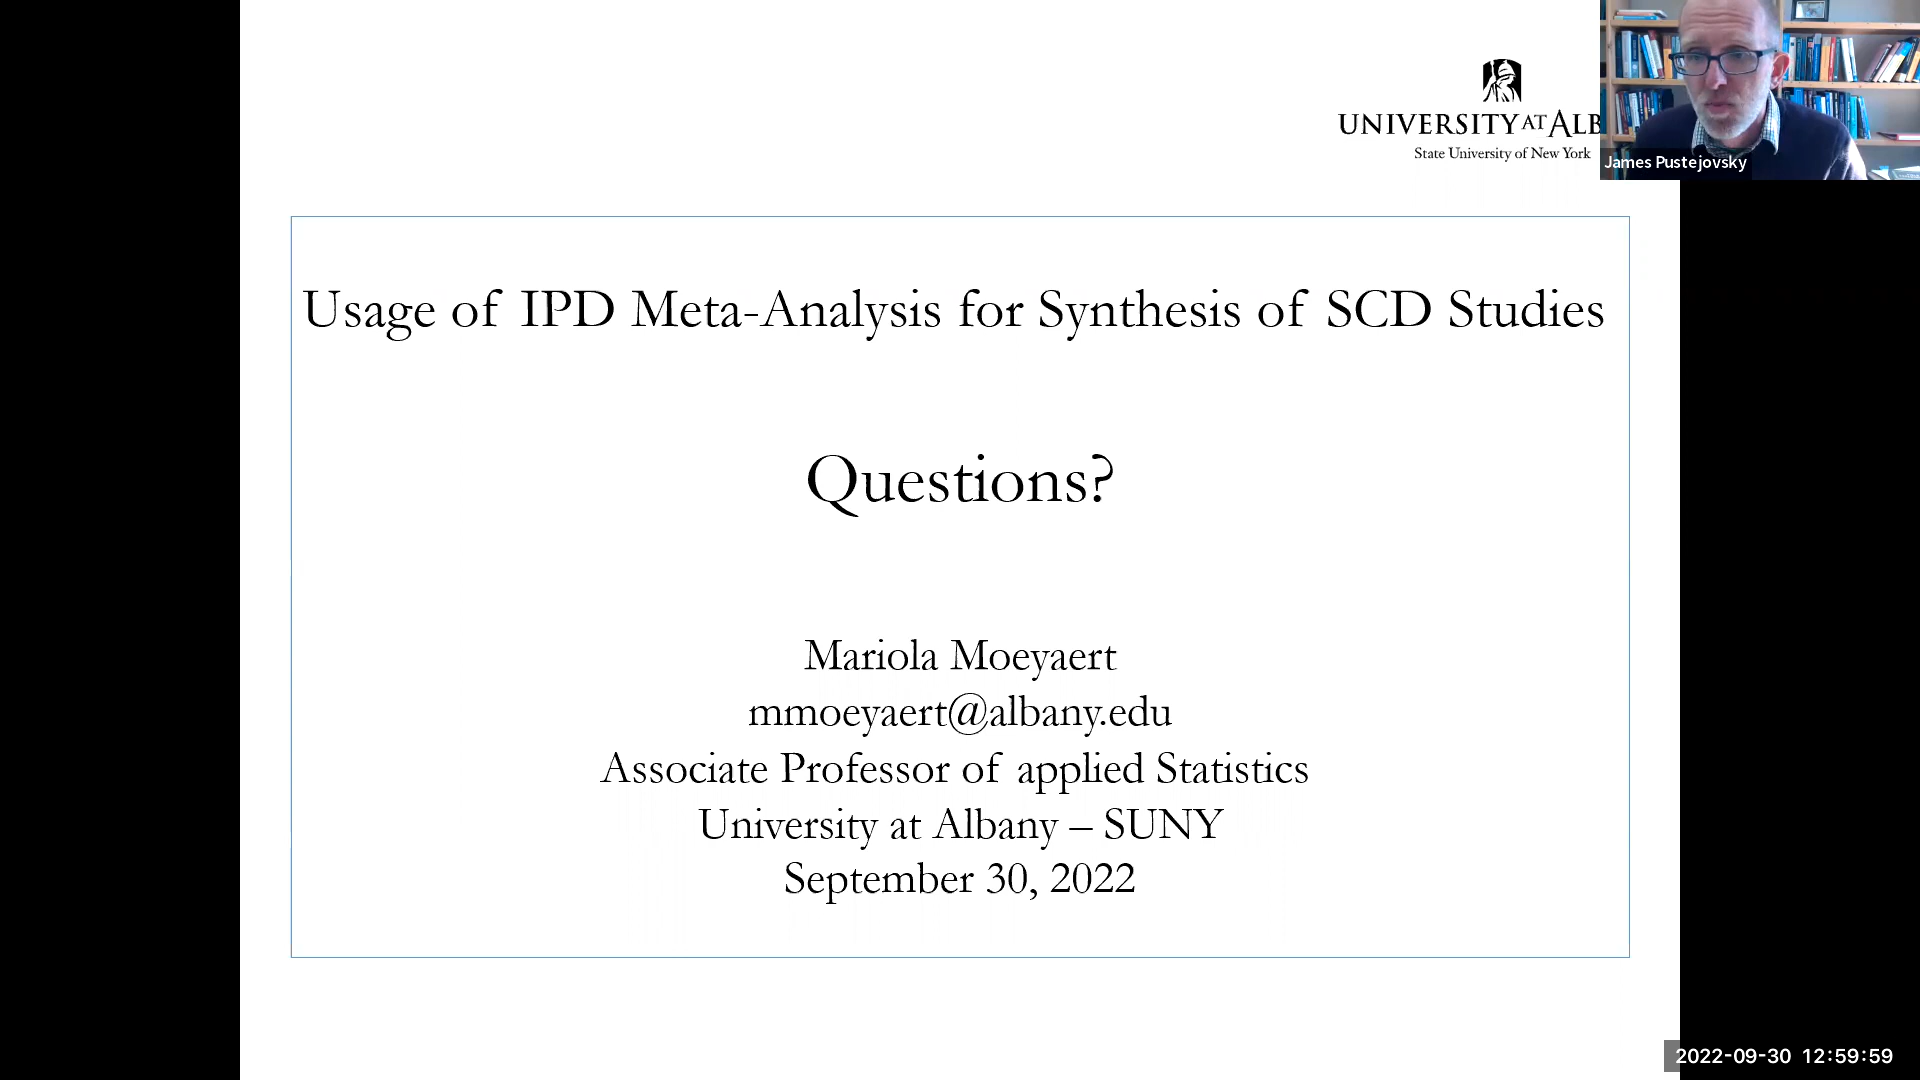 UNIVERSITY AT ALB
State University of New York
James Pustejovsky
Usage of IPD Meta-Analysis for Synthesis of SCD Studies
Questions?
Mariola Moeyaert
mmoeyaert@albany.edu
Associate Professor of applied Statistics
University at Albany – SUNY
September 30, 2022
2022-09-30 12:59:59